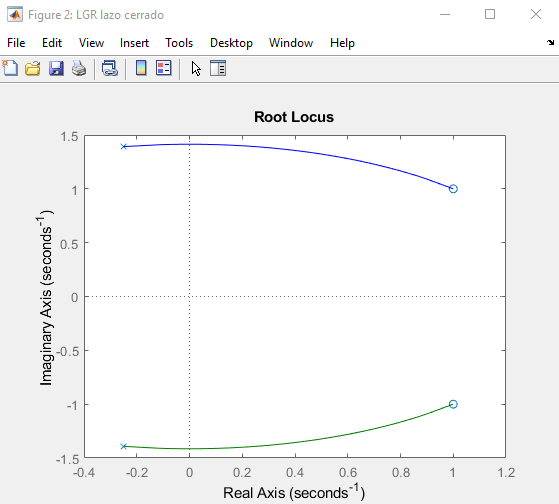 Figure 2: LGR lazo cerrado
File Edit View Insert Tools Desktop Window Help
Root Locus
1.5
1
0.5
0
-0.5
-1
-1.5
Imaginary Axis (seconds⁻¹)
-0.4 -0.2 0 0.2 0.4 0.6 0.8 1 1.2
Real Axis (seconds⁻¹)